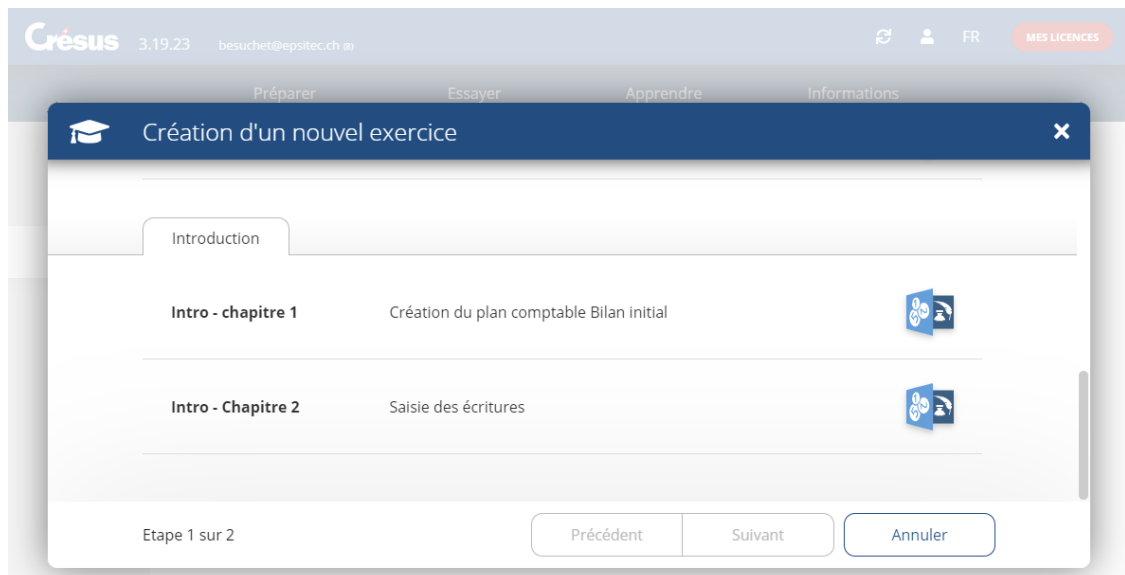 Crésus 3.19.23 besuchet@epsitec.ch FR MES LICENCES
Préparer Essayer Apprendre Informations
Création d'un nouvel exercice
Introduction
Intro - chapitre 1 Création du plan comptable Bilan initial
Intro - Chapitre 2 Saisie des écritures
Etape 1 sur 2 Précédent Suivant Annuler